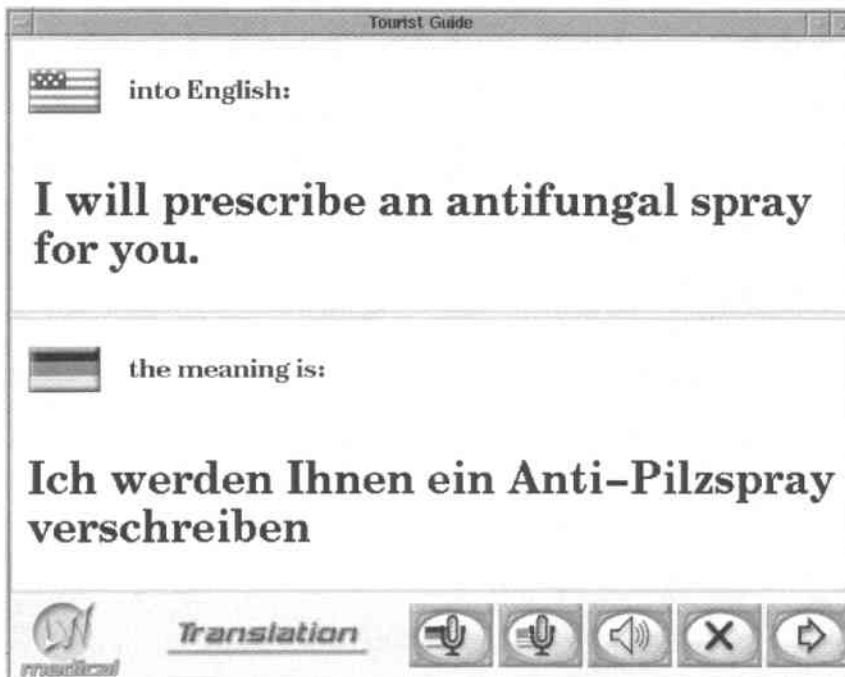 Tourist Guide
into English:
I will prescribe an antifungal spray
for you.
the meaning is:
Ich werden Ihnen ein Anti-Pilzspray
verschreiben
Translation
medical